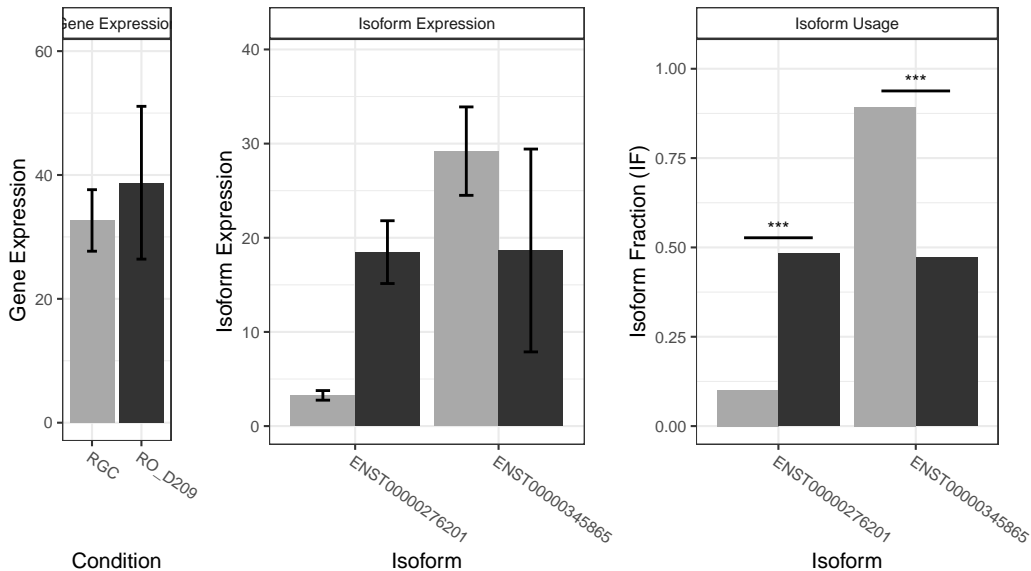 Gene Expression
Gene Expression
60
40
20
0
RGC
RO_D209
Condition
Isoform Expression
Isoform Expression
40
30
20
10
0
ENST00000276201
ENST00000345865
Isoform
Isoform Usage
Isoform Fraction (IF)
1.00
0.75
0.50
0.25
0.00
***
***
ENST00000276201
ENST00000345865
Isoform